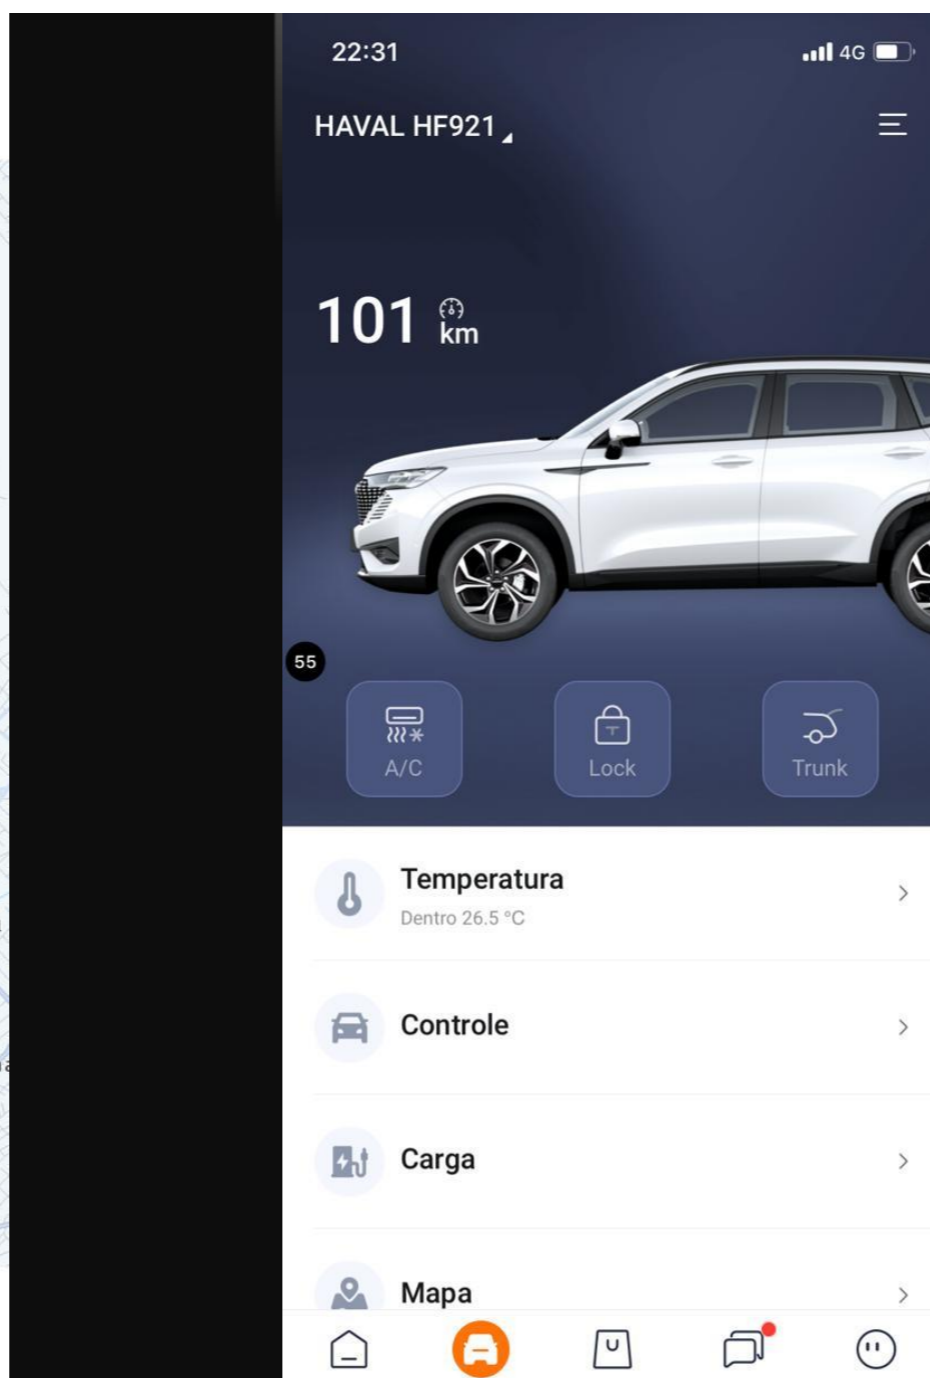 22:31
4G
HAVAL HF921
101
km
55
A/C
Lock
Trunk
Temperatura
Dentro 26.5 °C
Controle
Carga
Mapa